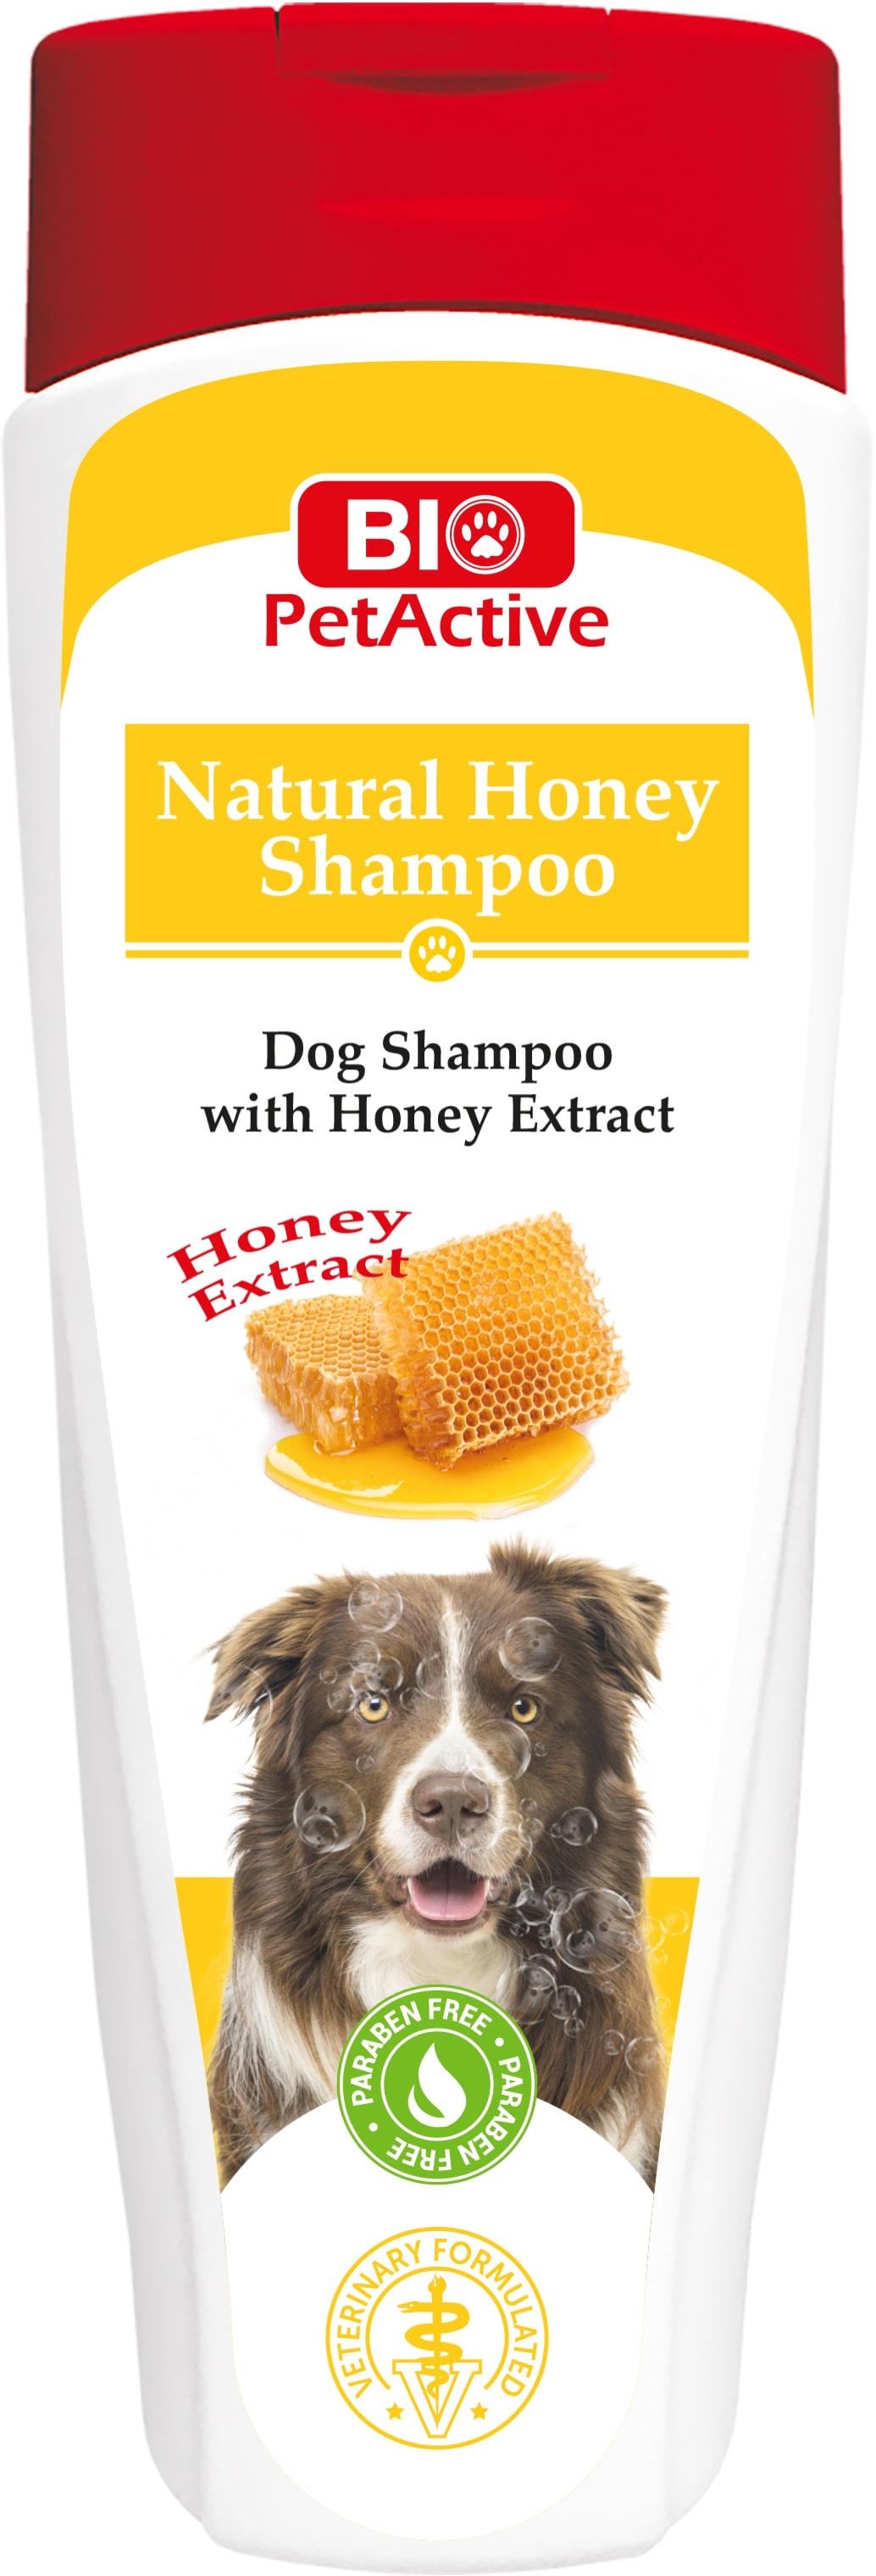 BIO
PetActive
Natural Honey
Shampoo
Dog Shampoo
with Honey Extract
Honey
Extract
PARABEN FREE • PARABEN FREE •
VETERINARY FORMULATED
V